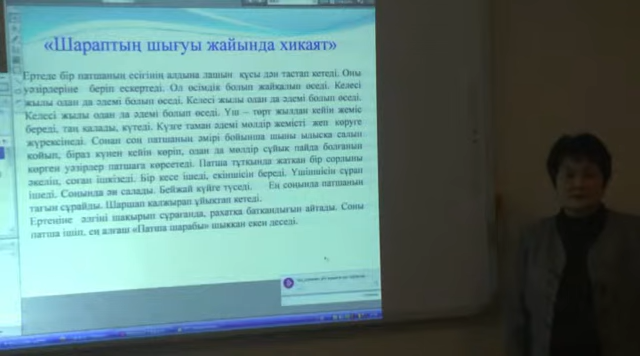 «Шараптың шығуы жайында хикаят»
Ертеде бір патшаның есігінің алдына лашын құсы дән тастап кетеді. Оны
уәзірлеріне беріп ескертеді. Ол өсімдік болып жайқалып өседі. Келесі
жылы одан да әдемі болып өседі. Келесі жылы одан да әдемі болып өседі.
Келесі жылы одан да әдемі болып өседі. Үш – төрт жылдан кейін жеміс
береді, таң қалады, күтеді. Күзге таман әдемі мөлдір жемісті жеп көруге
жүрексінеді. Сонан соң патшаның әмірі бойынша шыны ыдысқа салып
қойып, біраз күнен кейін көріп, одан да мөлдір сұйық пайда болғанын
көрген уәзірлер патшаға көрсетеді. Патша тұтқында жатқан бір сорлыны
әкеліп, соған ішкізеді. Бір кесе ішеді, екіншісін береді. Үшіншісін сұрап
ішеді. Соңында ән салады. Бейжай күйге түседі. Ең соңында патшаның
тағын сұрайды. Шаршап қалжырап ұйықтап кетеді.
Ертеңіне әлгіні шақырып сұрағанда, рахатқа батқандығын айтады. Соны
патша ішіп, ең алғаш «Патша шарабы» шыққан екен деседі.